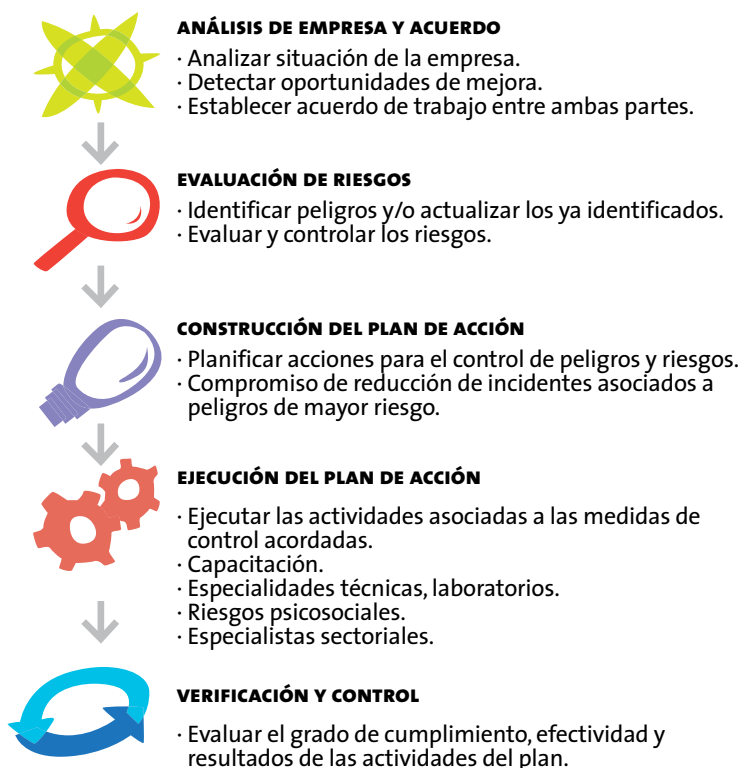 ANÁLISIS DE EMPRESA Y ACUERDO
· Analizar situación de la empresa.
· Detectar oportunidades de mejora.
· Establecer acuerdo de trabajo entre ambas partes.
EVALUACIÓN DE RIESGOS
· Identificar peligros y/o actualizar los ya identificados.
· Evaluar y controlar los riesgos.
CONSTRUCCIÓN DEL PLAN DE ACCIÓN
· Planificar acciones para el control de peligros y riesgos.
· Compromiso de reducción de incidentes asociados a
peligros de mayor riesgo.
EJECUCIÓN DEL PLAN DE ACCIÓN
· Ejecutar las actividades asociadas a las medidas de
control acordadas.
· Capacitación.
· Especialidades técnicas, laboratorios.
· Riesgos psicosociales.
· Especialistas sectoriales.
VERIFICACIÓN Y CONTROL
· Evaluar el grado de cumplimiento, efectividad y
resultados de las actividades del plan.